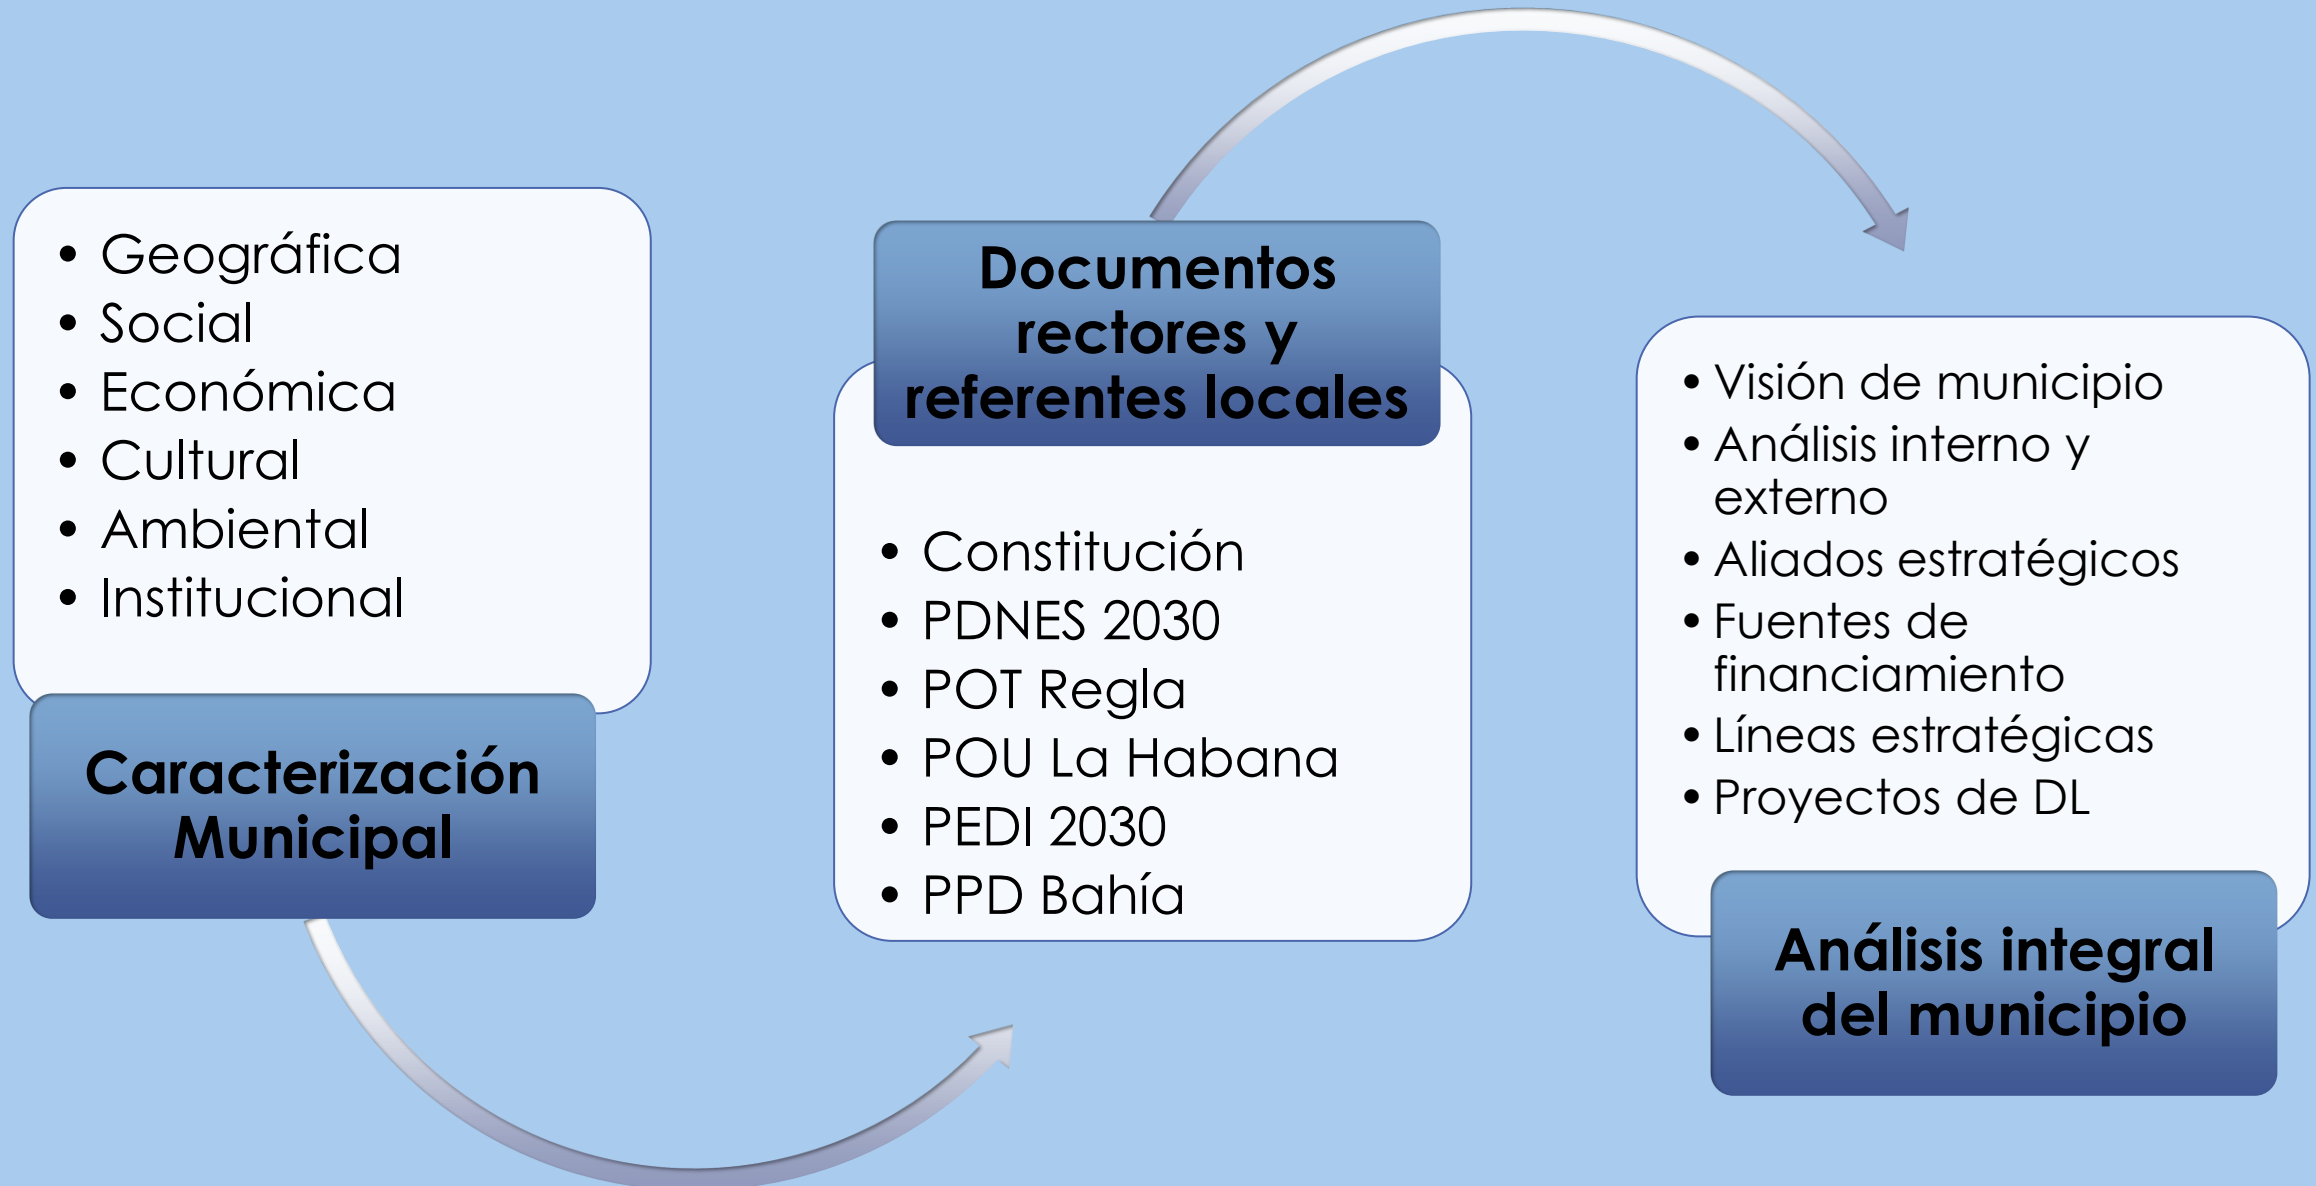 • Geográfica
• Social
• Económica
• Cultural
• Ambiental
• Institucional
Caracterización
Municipal
Documentos
rectores y
referentes locales
• Constitución
• PDNES 2030
• POT Regla
• POU La Habana
• PEDI 2030
• PPD Bahía
• Visión de municipio
• Análisis interno y
externo
• Aliados estratégicos
• Fuentes de
financiamiento
• Líneas estratégicas
• Proyectos de DL
Análisis integral
del municipio